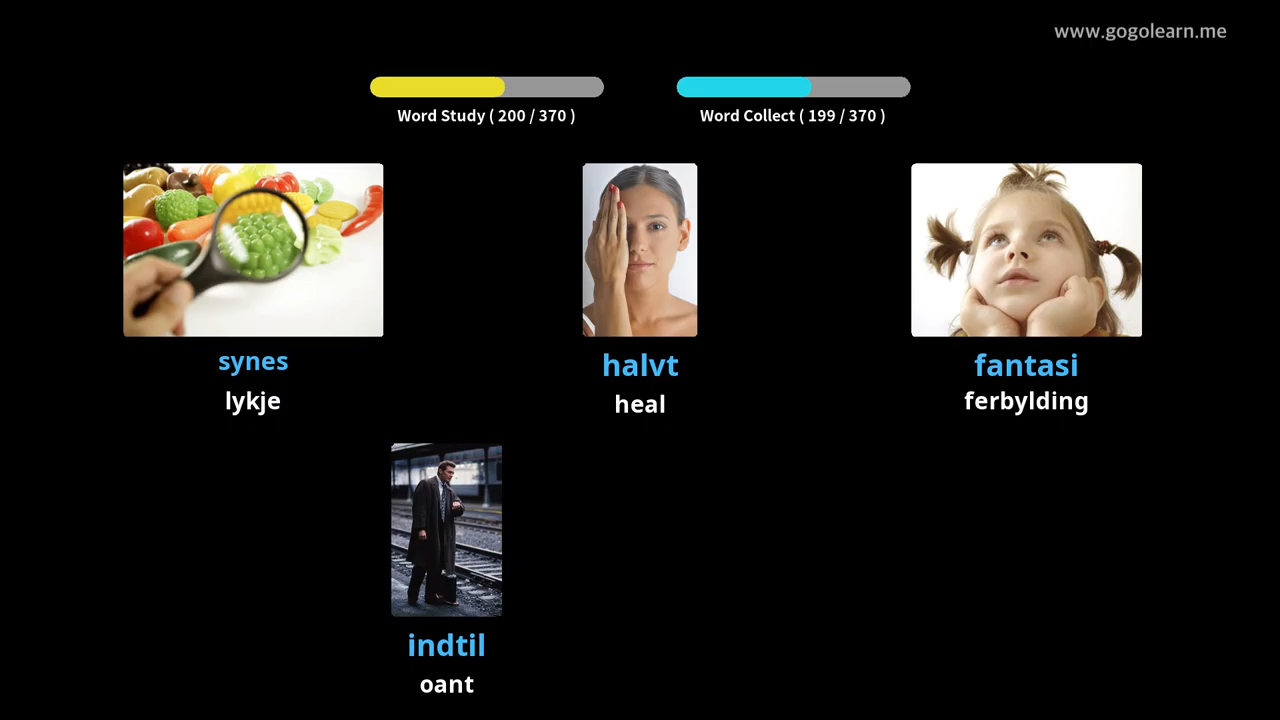 www.gogolearn.me
Word Study ( 200 / 370 )
Word Collect ( 199 / 370 )
synes
lykje
halvt
heal
fantasi
ferbylding
indtil
oant